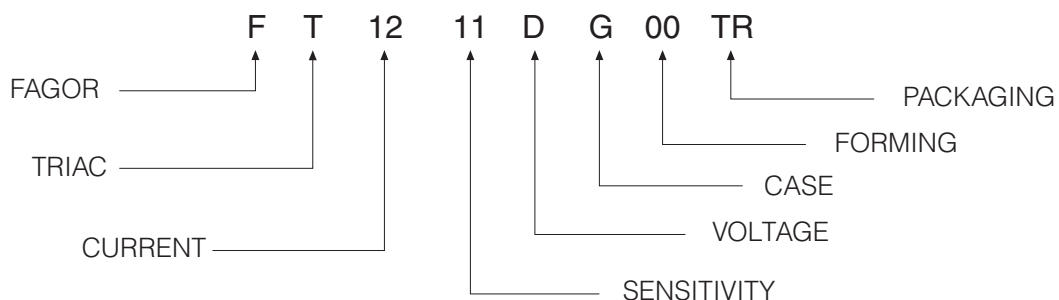 F T 12 11 D G 00 TR
FAGOR
PACKAGING
FORMING
TRIAC
CASE
VOLTAGE
CURRENT
SENSITIVITY